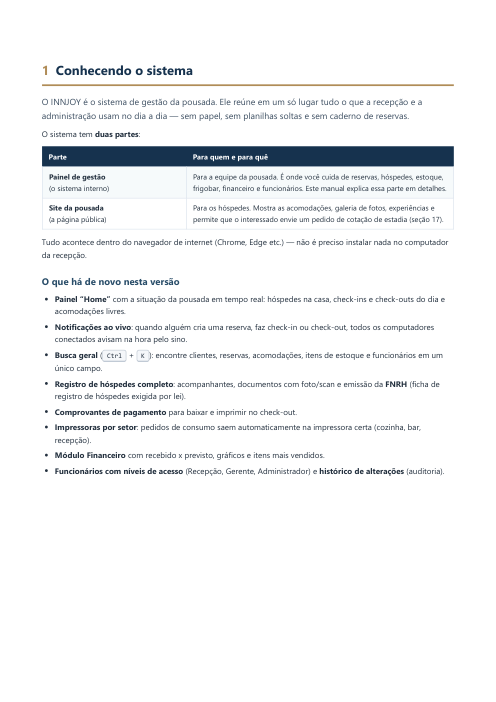 1 Conhecendo o sistema
O INNJOY é o sistema de gestão da pousada. Ele reúne em um só lugar tudo o que a recepção e a
administração usam no dia a dia — sem papel, sem planilhas soltas e sem caderno de reservas.
O sistema tem duas partes:
Parte Para quem e para quê
Painel de gestão
(o sistema interno)
Para a equipe da pousada. É onde você cuida de reservas, hóspedes, estoque,
frigobar, financeiro e funcionários. Este manual explica essa parte em detalhes.
Site da pousada
(a página pública)
Para os hóspedes. Mostra as acomodações, galeria de fotos, experiências e
permite que o interessado envie um pedido de cotação de estadia (seção 17).
Tudo acontece dentro do navegador de internet (Chrome, Edge etc.) — não é preciso instalar nada no computador
da recepção.
O que há de novo nesta versão
• Painel “Home” com a situação da pousada em tempo real: hóspedes na casa, check-ins e check-outs do dia e
acomodações livres.
• Notificações ao vivo: quando alguém cria uma reserva, faz check-in ou check-out, todos os computadores
conectados avisam na hora pelo sino.
• Busca geral ( Ctrl + K ): encontre clientes, reservas, acomodações, itens de estoque e funcionários em um
único campo.
• Registro de hóspedes completo: acompanhantes, documentos com foto/scan e emissão da FNRH (ficha de
registro de hóspedes exigida por lei).
• Comprovantes de pagamento para baixar e imprimir no check-out.
• Impressoras por setor: pedidos de consumo saem automaticamente na impressora certa (cozinha, bar,
recepção).
• Módulo Financeiro com recebido x previsto, gráficos e itens mais vendidos.
• Funcionários com níveis de acesso (Recepção, Gerente, Administrador) e histórico de alterações (auditoria).